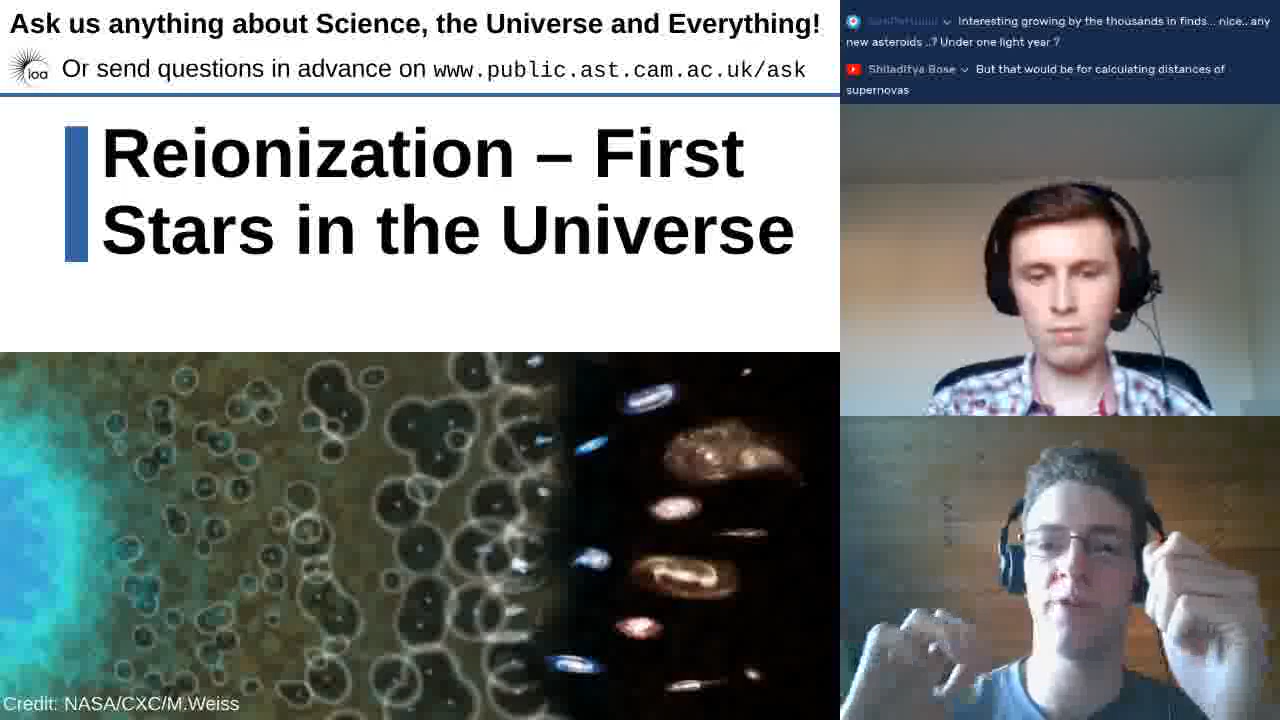 Ask us anything about Science, the Universe and Everything!
ioa Or send questions in advance on www.public.ast.cam.ac.uk/ask
Reionization – First
Stars in the Universe
Credit: NASA/CXC/M.Weiss
Interesting growing by the thousands in finds... nice.. any
new asteroids ..? Under one light year ?
Shiladitya Bose But that would be for calculating distances of
supernovas